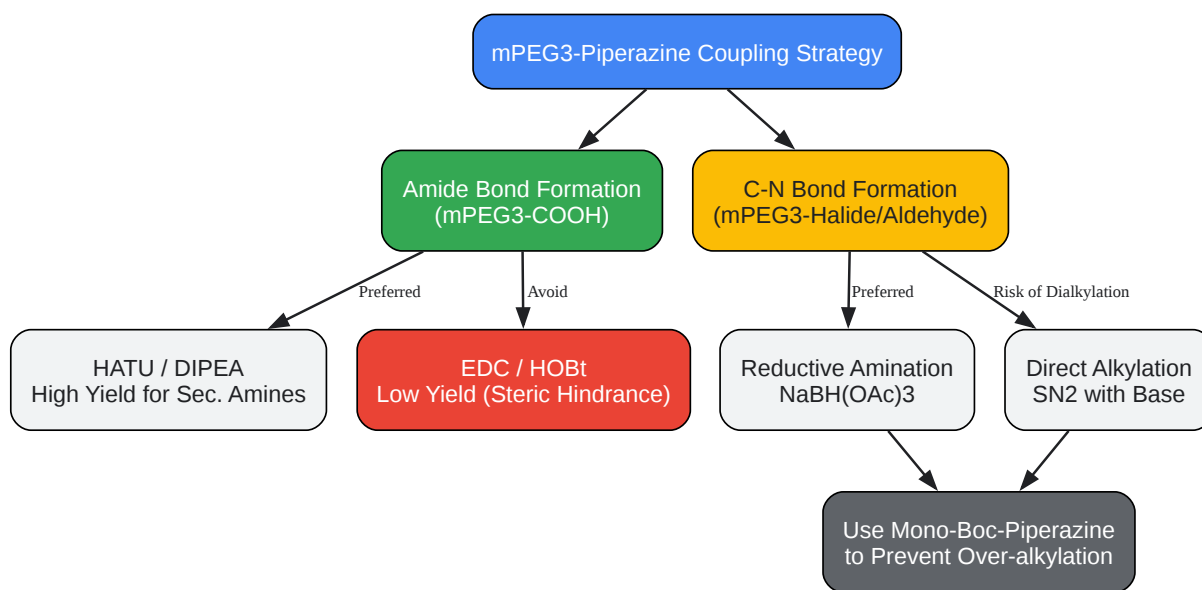 mPEG3-Piperazine Coupling Strategy
Amide Bond Formation
(mPEG3-COOH)
C-N Bond Formation
(mPEG3-Halide/Aldehyde)
Preferred
Avoid
Preferred
Risk of Dialkylation
HATU / DIPEA
High Yield for Sec. Amines
EDC / HOBt
Low Yield (Steric Hindrance)
Reductive Amination
NaBH(OAc)3
Direct Alkylation
SN2 with Base
Use Mono-Boc-Piperazine
to Prevent Over-alkylation